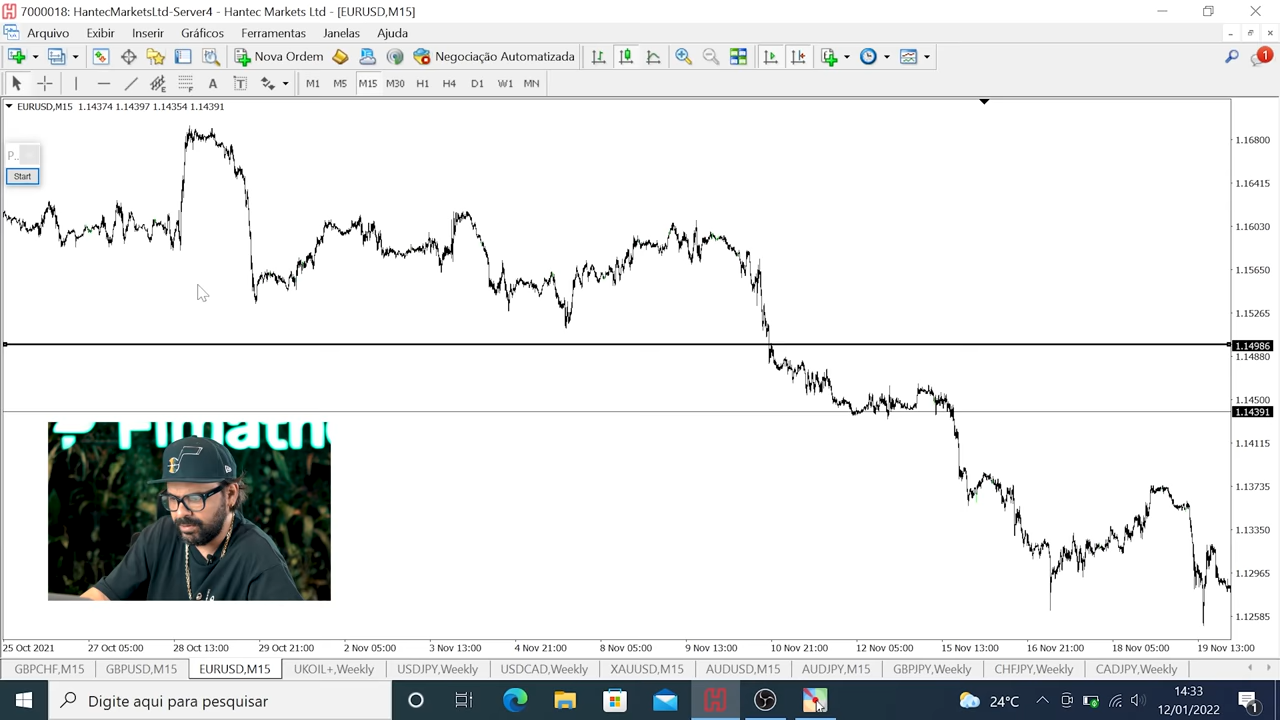 7000018: HantecMarketsLtd-Server4 - Hantec Markets Ltd - [EURUSD,M15]
Arquivo Exibir Inserir Gráficos Ferramentas Janelas Ajuda
Nova Ordem Negociação Automatizada 1
A T M1 M5 M15 M30 H1 H4 D1 W1 MN
EURUSD,M15 1.14374 1.14397 1.14354 1.14391
P...
Start
1.16800
1.16415
1.16030
1.15650
1.15265
1.14986
1.14880
1.14500
1.14391
1.14115
1.13735
1.13350
1.12965
1.12585
25 Oct 2021 27 Oct 05:00 28 Oct 13:00 29 Oct 21:00 2 Nov 05:00 3 Nov 13:00 4 Nov 21:00 8 Nov 05:00 9 Nov 13:00 10 Nov 21:00 12 Nov 05:00 15 Nov 13:00 16 Nov 21:00 18 Nov 05:00 19 Nov 13:00
GBPCHF,M15 GBPUSD,M15 EURUSD,M15 UKOIL+,Weekly USDJPY,Weekly USDCAD,Weekly XAUUSD,M15 AUDUSD,M15 AUDJPY,M15 GBPJPY,Weekly CHFJPY,Weekly CADJPY,Weekly
Digite aqui para pesquisar 24°C 14:33
12/01/2022